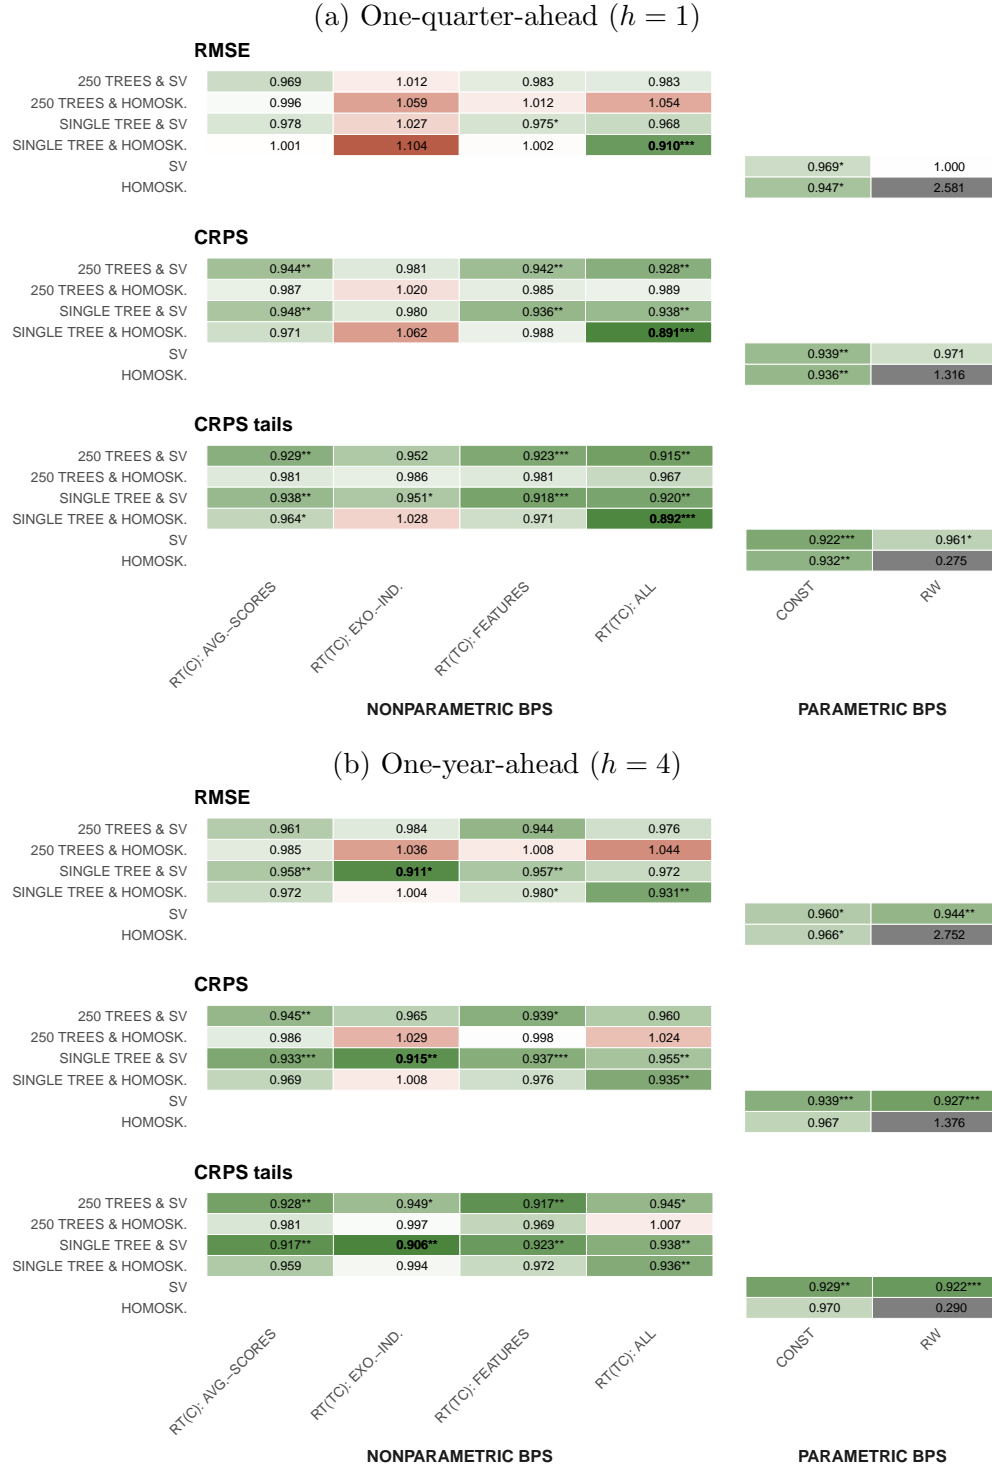 (a) One-quarter-ahead (h = 1)
RMSE
250 TREES & SV 0.969 1.012 0.983 0.983
250 TREES & HOMOSK. 0.996 1.059 1.012 1.054
SINGLE TREE & SV 0.978 1.027 0.975* 0.968
SINGLE TREE & HOMOSK. 1.001 1.104 1.002 0.910***
SV 0.969* 1.000
HOMOSK. 0.947* 2.581
CRPS
250 TREES & SV 0.944** 0.981 0.942** 0.928**
250 TREES & HOMOSK. 0.987 1.020 0.985 0.989
SINGLE TREE & SV 0.948** 0.980 0.936** 0.938**
SINGLE TREE & HOMOSK. 0.971 1.062 0.988 0.891***
SV 0.939** 0.971
HOMOSK. 0.936** 1.316
CRPS tails
250 TREES & SV 0.929** 0.952 0.923*** 0.915**
250 TREES & HOMOSK. 0.981 0.986 0.981 0.967
SINGLE TREE & SV 0.938** 0.951* 0.918*** 0.920**
SINGLE TREE & HOMOSK. 0.964* 1.028 0.971 0.892***
SV 0.922*** 0.961*
HOMOSK. 0.932** 0.275
RT(C): AVG.–SCORES RT(TC): EXO.–IND. RT(TC): FEATURES RT(TC): ALL CONST RW
NONPARAMETRIC BPS PARAMETRIC BPS
(b) One-year-ahead (h = 4)
RMSE
250 TREES & SV 0.961 0.984 0.944 0.976
250 TREES & HOMOSK. 0.985 1.036 1.008 1.044
SINGLE TREE & SV 0.958** 0.911* 0.957** 0.972
SINGLE TREE & HOMOSK. 0.972 1.004 0.980* 0.931**
SV 0.960* 0.944**
HOMOSK. 0.966* 2.752
CRPS
250 TREES & SV 0.945** 0.965 0.939* 0.960
250 TREES & HOMOSK. 0.986 1.029 0.998 1.024
SINGLE TREE & SV 0.933*** 0.915** 0.937*** 0.955**
SINGLE TREE & HOMOSK. 0.969 1.008 0.976 0.935**
SV 0.939*** 0.927***
HOMOSK. 0.967 1.376
CRPS tails
250 TREES & SV 0.928** 0.949* 0.917** 0.945*
250 TREES & HOMOSK. 0.981 0.997 0.969 1.007
SINGLE TREE & SV 0.917** 0.906** 0.923** 0.938**
SINGLE TREE & HOMOSK. 0.959 0.994 0.972 0.936**
SV 0.929** 0.922***
HOMOSK. 0.970 0.290
RT(C): AVG.–SCORES RT(TC): EXO.–IND. RT(TC): FEATURES RT(TC): ALL CONST RW
NONPARAMETRIC BPS PARAMETRIC BPS